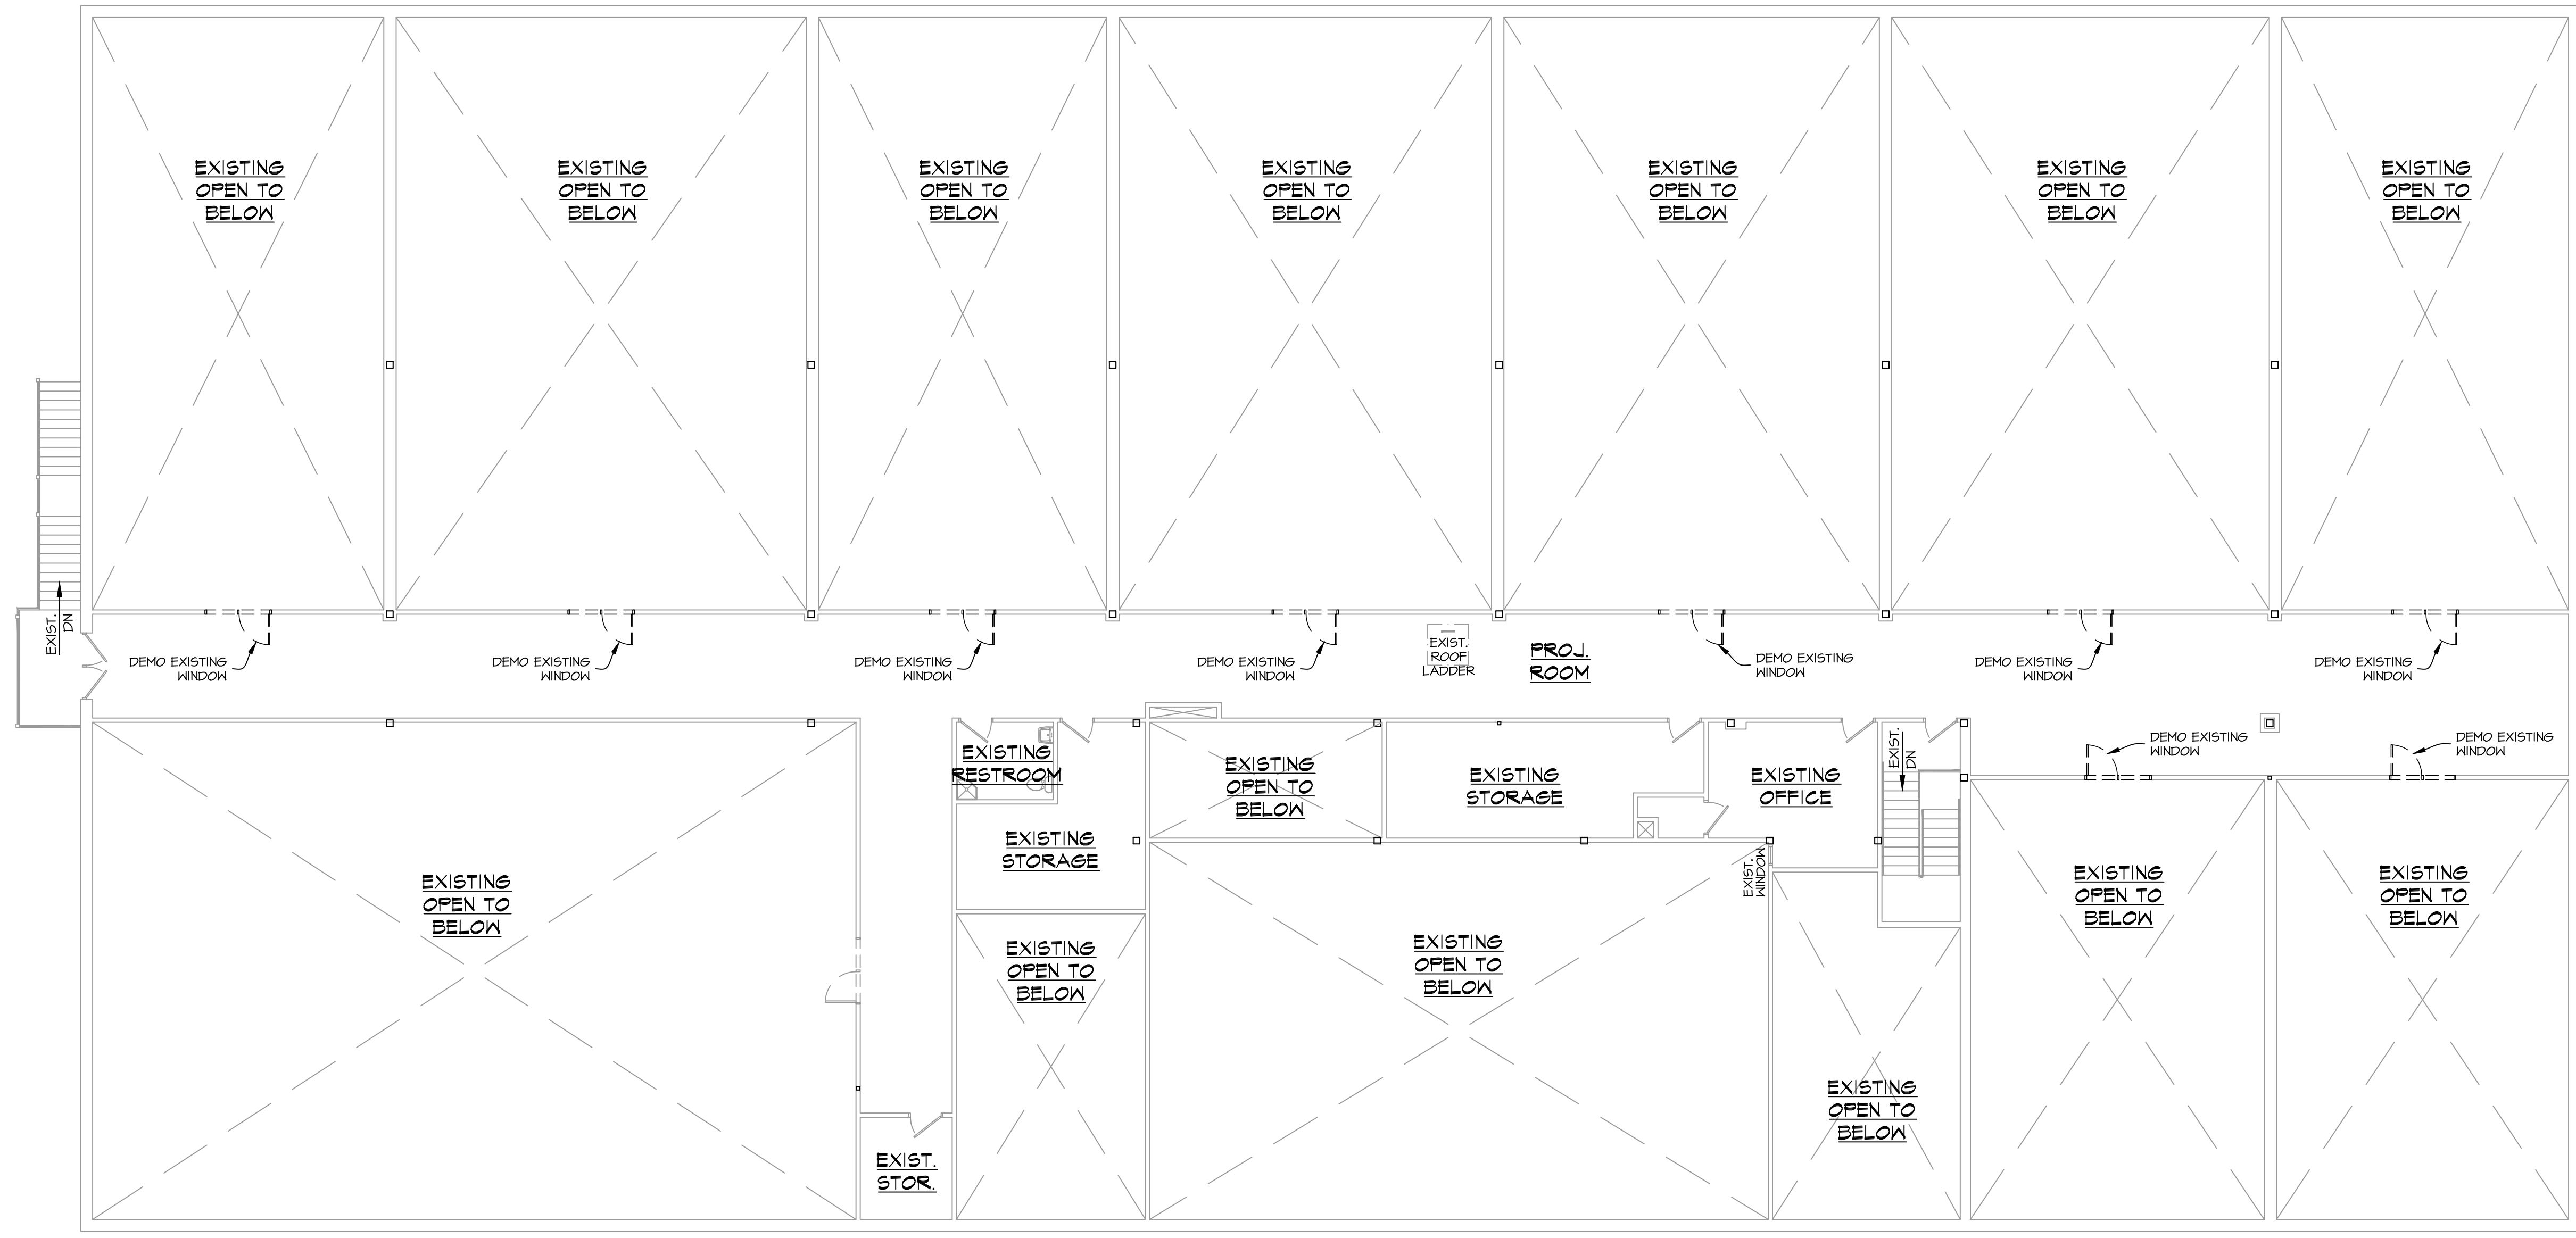 EXISTING
OPEN TO
BELOW
EXISTING
OPEN TO
BELOW
EXISTING
OPEN TO
BELOW
EXISTING
OPEN TO
BELOW
EXISTING
OPEN TO
BELOW
EXISTING
OPEN TO
BELOW
EXISTING
OPEN TO
BELOW
EXIST.
DN
DEMO EXISTING
WINDOW
DEMO EXISTING
WINDOW
DEMO EXISTING
WINDOW
DEMO EXISTING
WINDOW
EXIST.
ROOF
LADDER
PROJ.
ROOM
DEMO EXISTING
WINDOW
DEMO EXISTING
WINDOW
DEMO EXISTING
WINDOW
EXISTING
RESTROOM
EXISTING
OPEN TO
BELOW
EXISTING
STORAGE
EXISTING
OFFICE
EXIST.
DN
DEMO EXISTING
WINDOW
DEMO EXISTING
WINDOW
EXISTING
STORAGE
EXIST.
WINDOW
EXISTING
OPEN TO
BELOW
EXISTING
OPEN TO
BELOW
EXISTING
OPEN TO
BELOW
EXISTING
OPEN TO
BELOW
EXISTING
OPEN TO
BELOW
EXISTING
OPEN TO
BELOW
EXIST.
STOR.